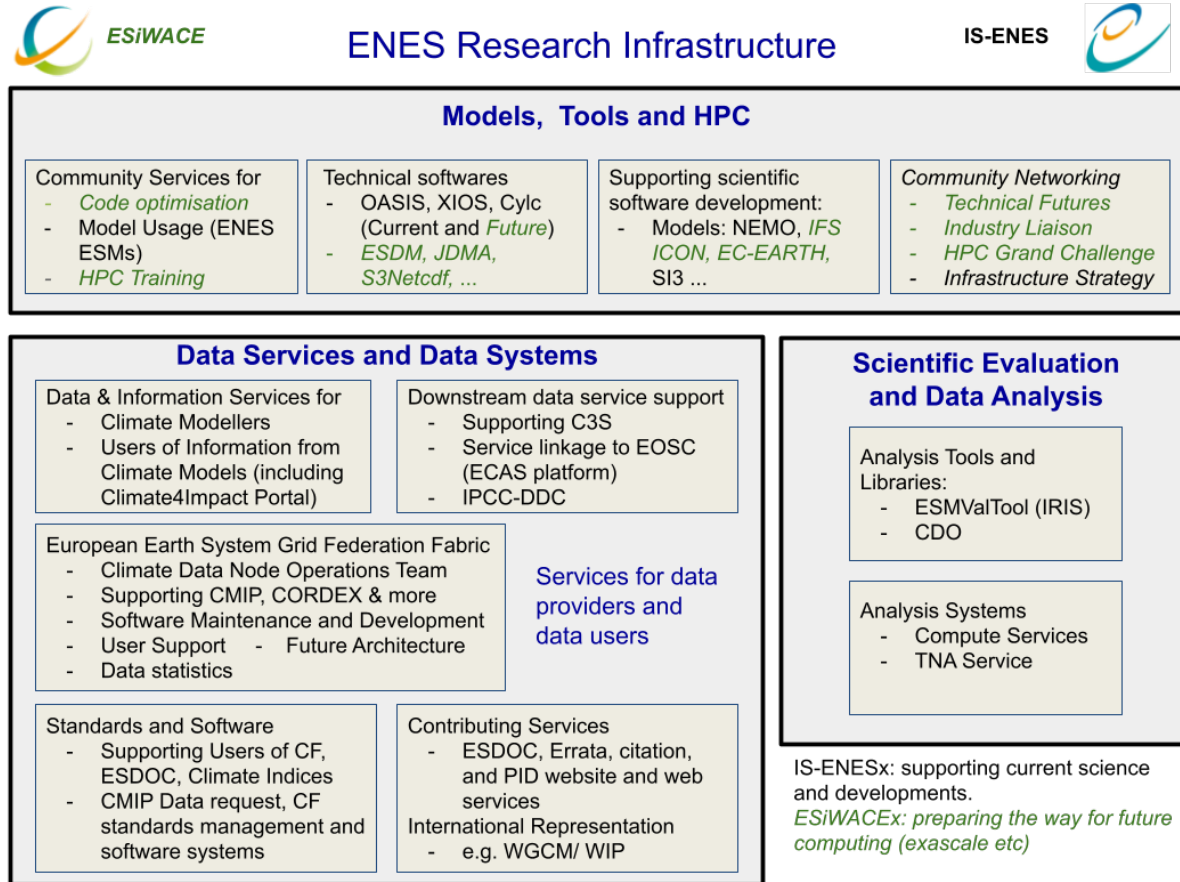 ESiWACE
ENES Research Infrastructure
IS-ENES
Models, Tools and HPC
Community Services for
- Code optimisation
- Model Usage (ENES
ESMs)
- HPC Training
Technical softwares
- OASIS, XIOS, Cylc
(Current and Future)
- ESDM, JDMA,
S3Netcdf, ...
Supporting scientific
software development:
- Models: NEMO, IFS
ICON, EC-EARTH,
SI3 ...
Community Networking
- Technical Futures
- Industry Liaison
- HPC Grand Challenge
- Infrastructure Strategy
Data Services and Data Systems
Data & Information Services for
- Climate Modellers
- Users of Information from
Climate Models (including
Climate4Impact Portal)
Downstream data service support
- Supporting C3S
- Service linkage to EOSC
(ECAS platform)
- IPCC-DDC
European Earth System Grid Federation Fabric
- Climate Data Node Operations Team
- Supporting CMIP, CORDEX & more
- Software Maintenance and Development
- User Support - Future Architecture
- Data statistics
Services for data
providers and
data users
Standards and Software
- Supporting Users of CF,
ESDOC, Climate Indices
- CMIP Data request, CF
standards management and
software systems
Contributing Services
- ESDOC, Errata, citation,
and PID website and web
services
International Representation
- e.g. WGCM/ WIP
Scientific Evaluation
and Data Analysis
Analysis Tools and
Libraries:
- ESMValTool (IRIS)
- CDO
Analysis Systems
- Compute Services
- TNA Service
IS-ENESx: supporting current science
and developments.
ESiWACEx: preparing the way for future
computing (exascale etc)